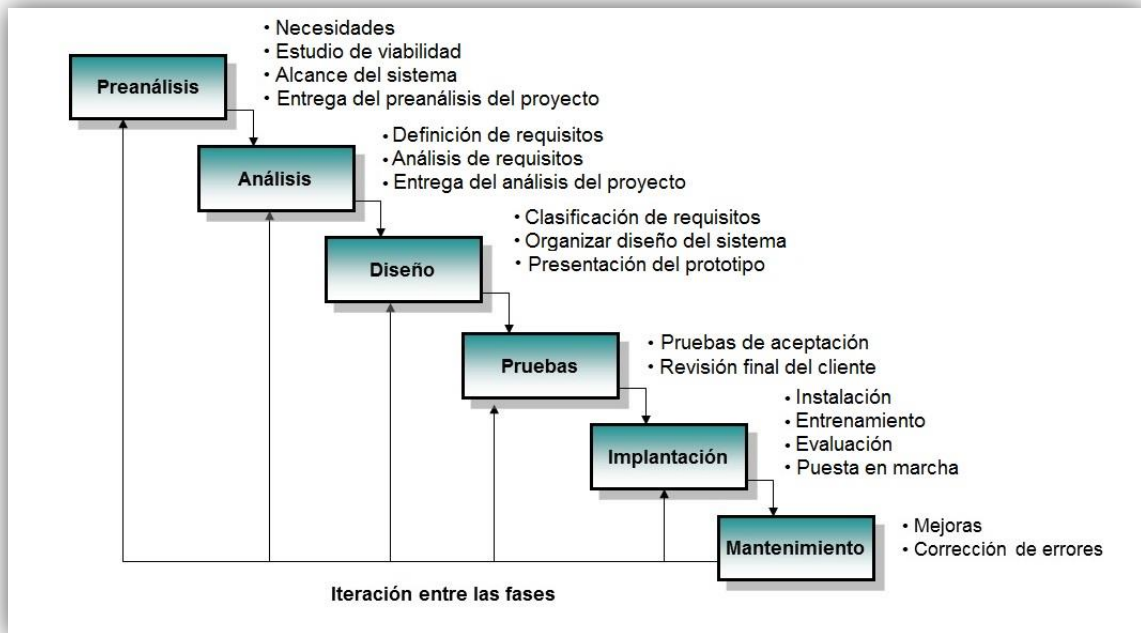 • Necesidades
• Estudio de viabilidad
Preanálisis
• Alcance del sistema
• Entrega del preanálisis del proyecto
• Definición de requisitos
Análisis
• Análisis de requisitos
• Entrega del análisis del proyecto
• Clasificación de requisitos
• Organizar diseño del sistema
Diseño
• Presentación del prototipo
• Pruebas de aceptación
Pruebas
• Revisión final del cliente
• Instalación
• Entrenamiento
Implantación
• Evaluación
• Puesta en marcha
Mantenimiento
• Mejoras
• Corrección de errores
Iteración entre las fases